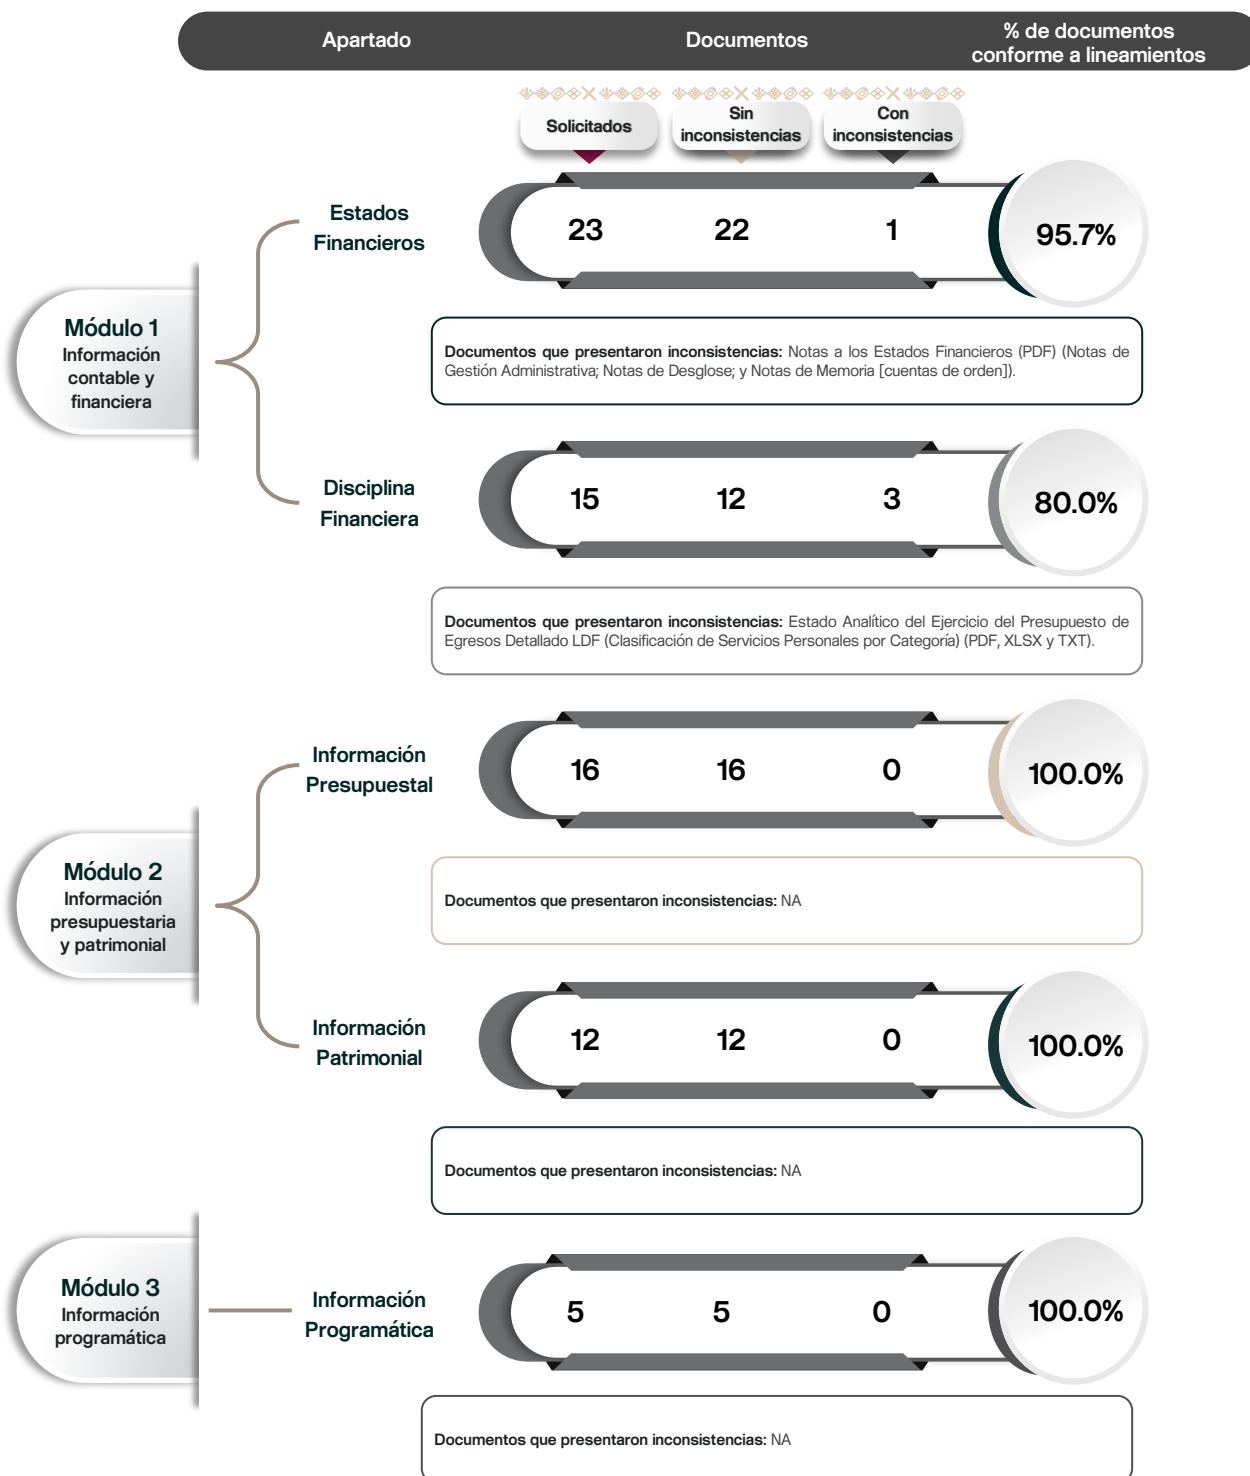 Apartado
Documentos
% de documentos
conforme a lineamientos
Solicitados
Sin
inconsistencias
Con
inconsistencias
Módulo 1
Información
contable y
financiera
Estados
Financieros
23
22
1
95.7%
Documentos que presentaron inconsistencias: Notas a los Estados Financieros (PDF) (Notas de
Gestión Administrativa; Notas de Desglose; y Notas de Memoria [cuentas de orden]).
Disciplina
Financiera
15
12
3
80.0%
Documentos que presentaron inconsistencias: Estado Analítico del Ejercicio del Presupuesto de
Egresos Detallado LDF (Clasificación de Servicios Personales por Categoría) (PDF, XLSX y TXT).
Módulo 2
Información
presupuestaria
y patrimonial
Información
Presupuestal
16
16
0
100.0%
Documentos que presentaron inconsistencias: NA
Información
Patrimonial
12
12
0
100.0%
Documentos que presentaron inconsistencias: NA
Módulo 3
Información
programática
Información
Programática
5
5
0
100.0%
Documentos que presentaron inconsistencias: NA